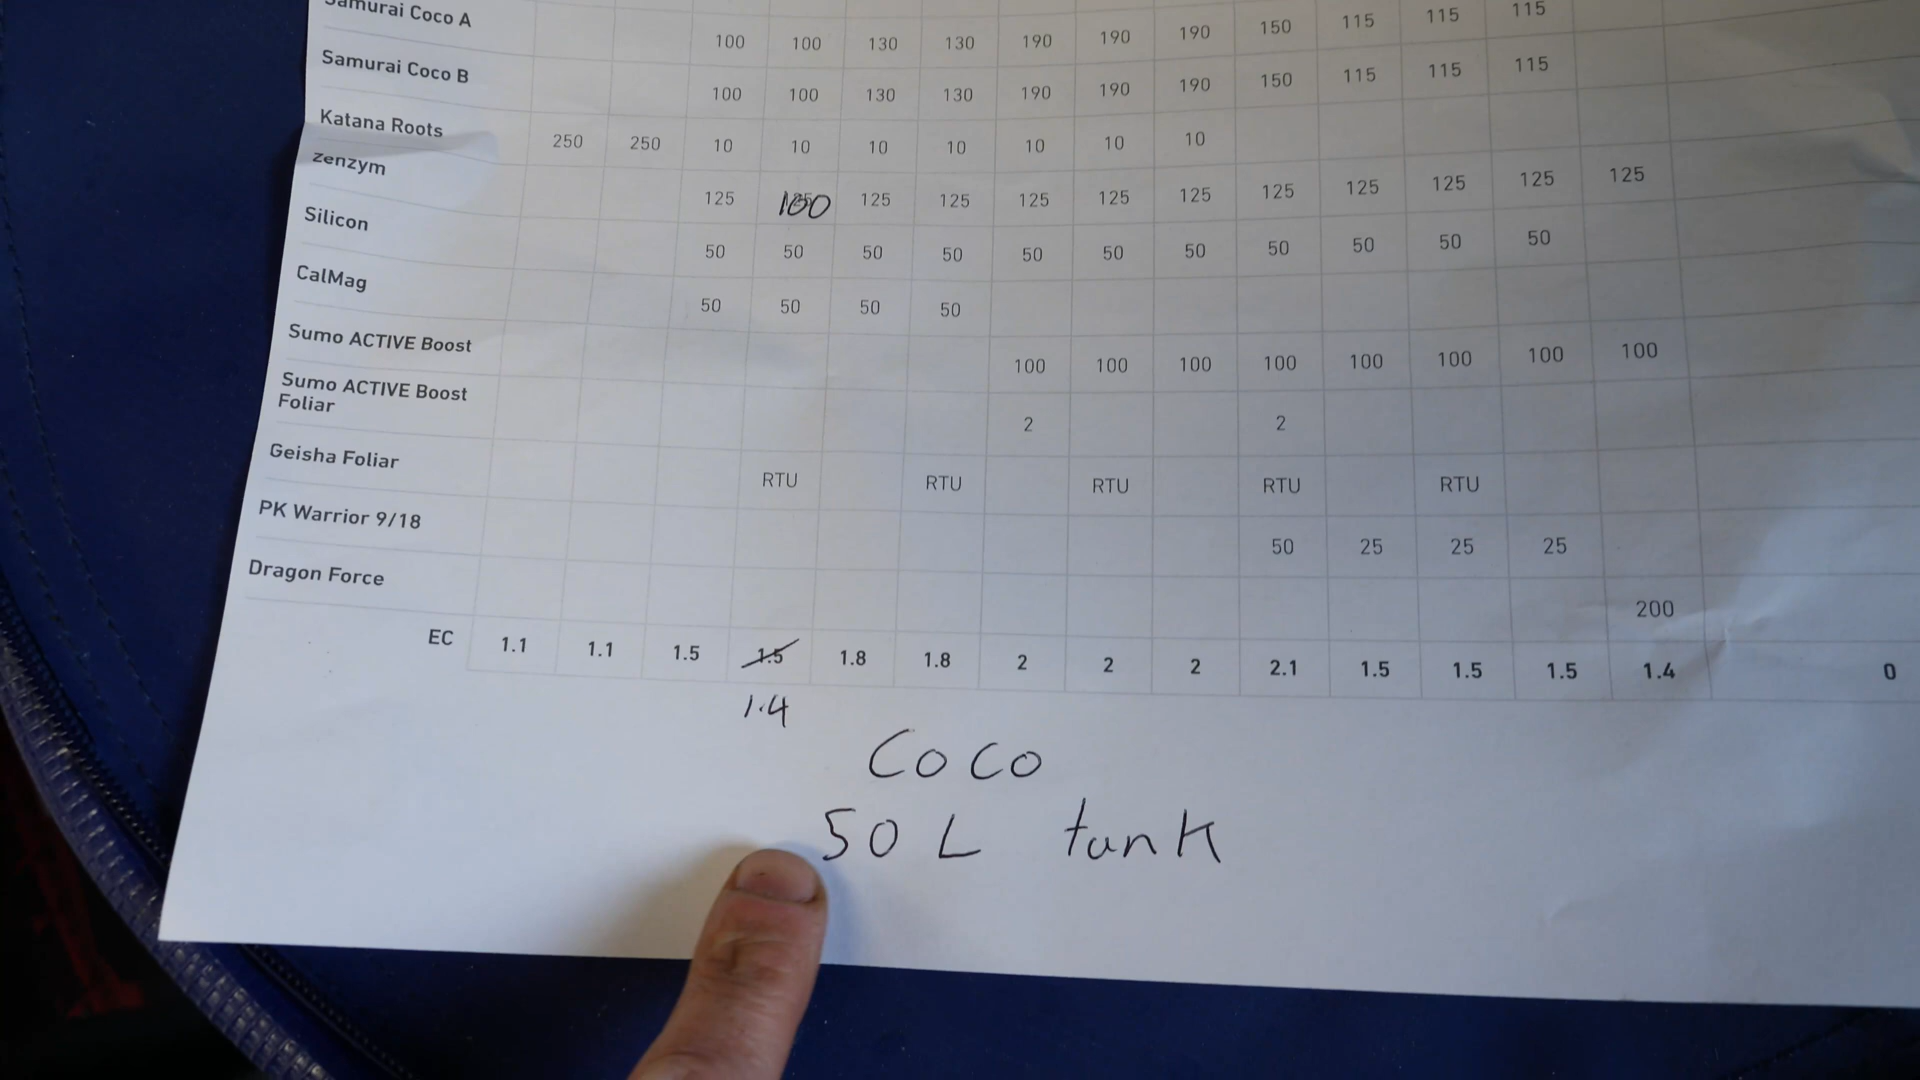 Samurai Coco A 100 100 130 130 190 190 190 150 115 115 115
Samurai Coco B 100 100 130 130 190 190 190 150 115 115 115
Katana Roots 250 250 10 10 10 10 10 10 10
zenzym 125 100 125 125 125 125 125 125 125 125 125 125
Silicon 50 50 50 50 50 50 50 50 50 50 50
CalMag 50 50 50 50
Sumo ACTIVE Boost 100 100 100 100 100 100 100 100
Sumo ACTIVE Boost
Foliar 2 2
Geisha Foliar RTU RTU RTU RTU RTU
PK Warrior 9/18 50 25 25 25
Dragon Force 200
EC 1.1 1.1 1.5 1.5 1.8 1.8 2 2 2 2.1 1.5 1.5 1.5 1.4 0
1.4
Coco
50 L tank